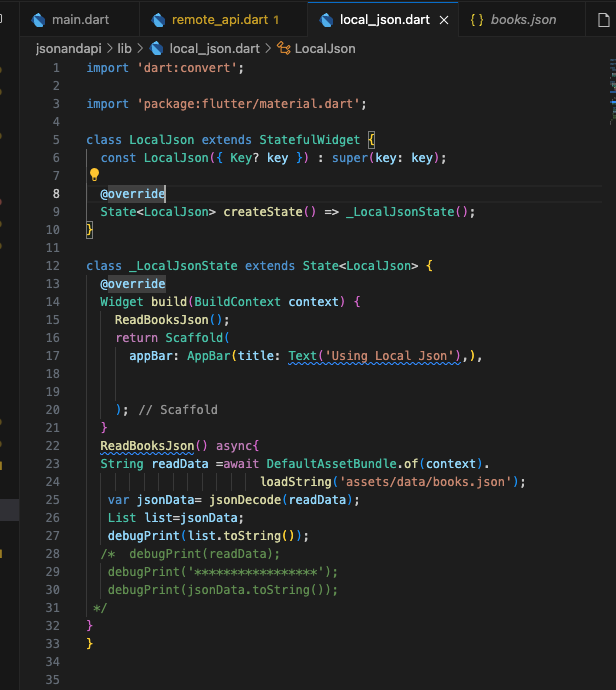 main.dart
remote_api.dart 1
local_json.dart ×
{ } books.json
jsonandapi > lib > local_json.dart > LocalJson
1 import 'dart:convert';
2
3 import 'package:flutter/material.dart';
4
5 class LocalJson extends StatefulWidget {
6 const LocalJson({ Key? key }) : super(key: key);
7
8 @override
9 State<LocalJson> createState() => _LocalJsonState();
10 }
11
12 class _LocalJsonState extends State<LocalJson> {
13 @override
14 Widget build(BuildContext context) {
15 ReadBooksJson();
16 return Scaffold(
17 appBar: AppBar(title: Text('Using Local Json'),),
18
19
20 ); // Scaffold
21 }
22 ReadBooksJson() async{
23 String readData =await DefaultAssetBundle.of(context).
24 loadString('assets/data/books.json');
25 var jsonData= jsonDecode(readData);
26 List list=jsonData;
27 debugPrint(list.toString());
28 /* debugPrint(readData);
29 debugPrint('*****************');
30 debugPrint(jsonData.toString());
31 */
32 }
33 }
34
35